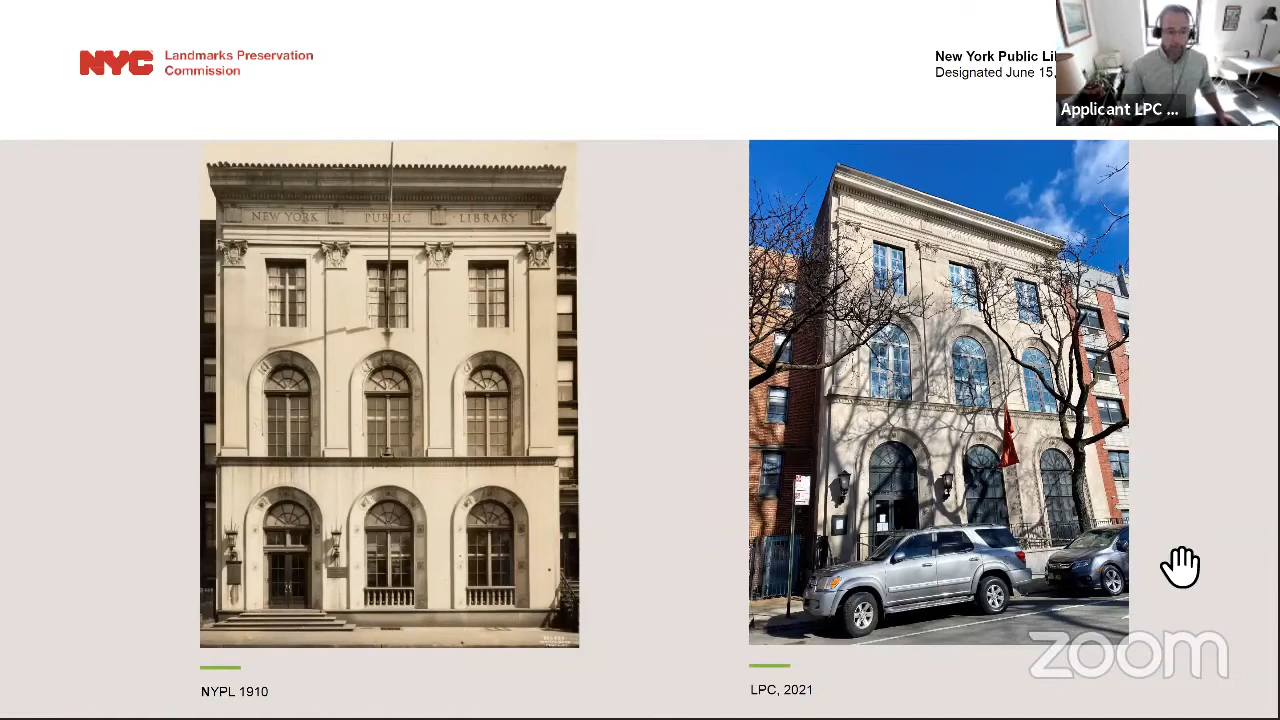 NYC
Landmarks Preservation
Commission
New York Public Li
Designated June 15,
Applicant LPC ...
NEW YORK PUBLIC LIBRARY
zoom
NYPL 1910
LPC, 2021